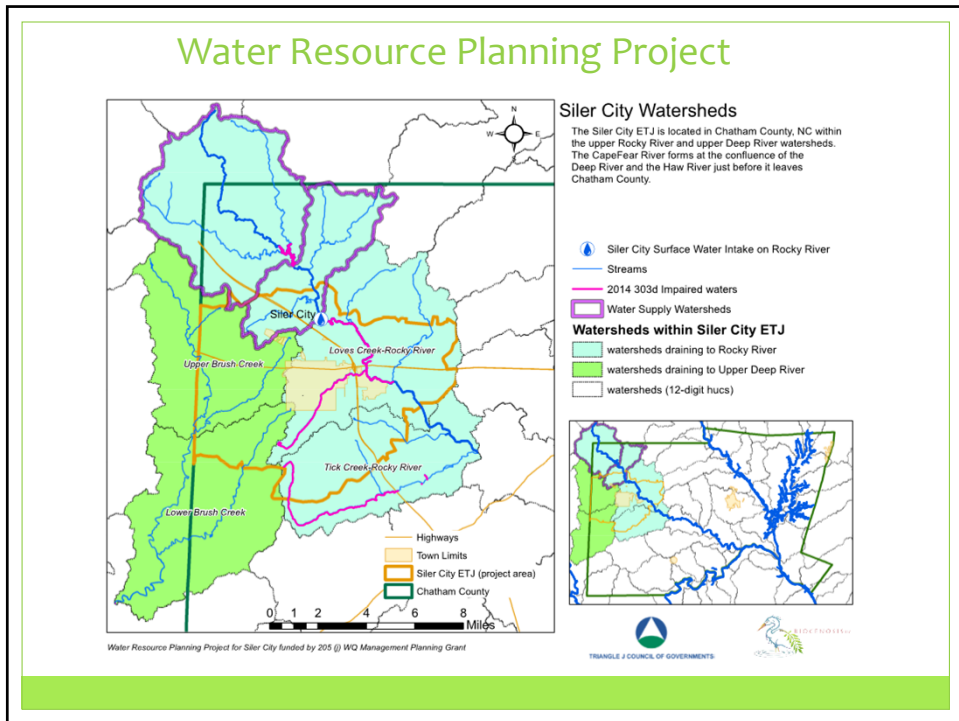 Water Resource Planning Project
Siler City Watersheds
The Siler City ETJ is located in Chatham County, NC within
the upper Rocky River and upper Deep River watersheds.
The CapeFear River forms at the confluence of the
Deep River and the Haw River just before it leaves
Chatham County.
N
W
E
S
Siler City Surface Water Intake on Rocky River
Streams
2014 303d Impaired waters
Water Supply Watersheds
Watersheds within Siler City ETJ
watersheds draining to Rocky River
watersheds draining to Upper Deep River
watersheds (12-digit hucs)
Siler City
Loves Creek-Rocky River
Upper Brush Creek
Tick Creek-Rocky River
Lower Brush Creek
Highways
Town Limits
Siler City ETJ (project area)
Chatham County
0 1 2 4 6 8
Miles
Water Resource Planning Project for Siler City funded by 205 (j) WQ Management Planning Grant
TRIANGLE J COUNCIL OF GOVERNMENTS